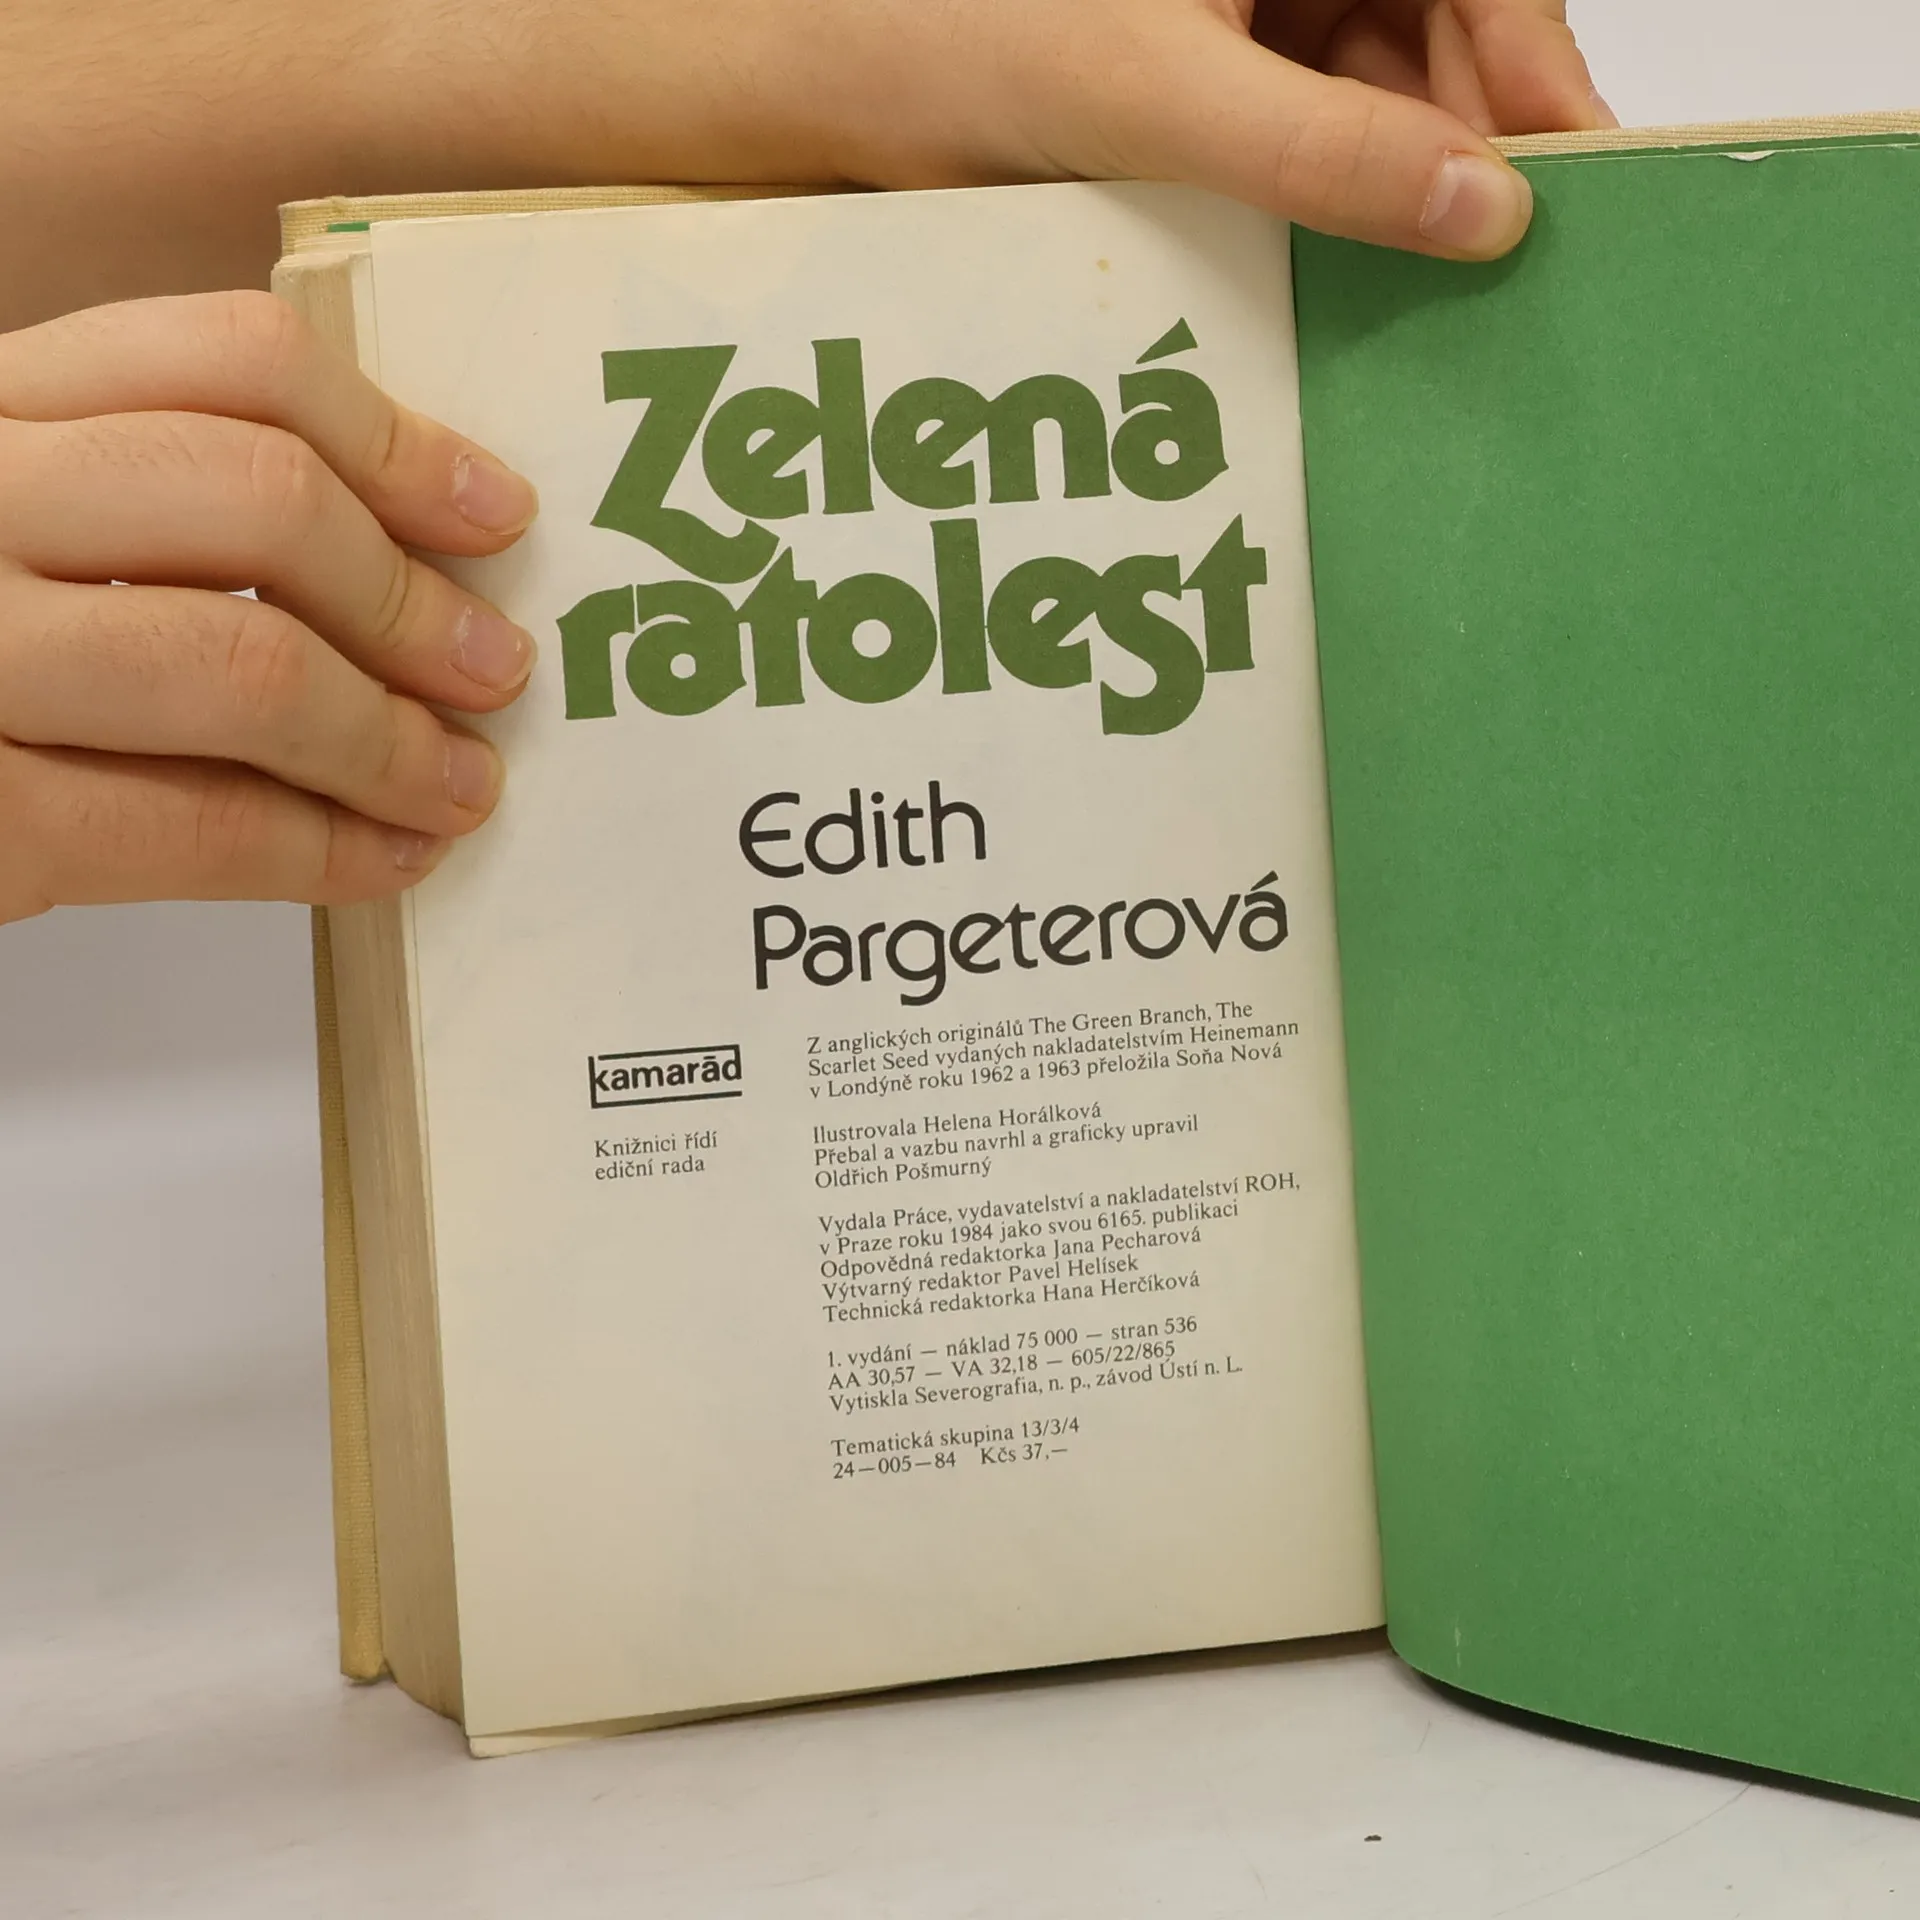 Zelená
ratolest
Edith
Pargeterová
kamarād
Knižnici řídí
ediční rada
Z anglických originálů The Green Branch, The
Scarlet Seed vydaných nakladatelstvím Heinemann
v Londýně roku 1962 a 1963 přeložila Soňa Nová
Ilustrovala Helena Horálková
Přebal a vazbu navrhl a graficky upravil
Oldřich Pošmurný
Vydala Práce, vydavatelství a nakladatelství ROH,
v Praze roku 1984 jako svou 6165. publikaci
Odpovědná redaktorka Jana Pecharová
Výtvarný redaktor Pavel Helísek
Technická redaktorka Hana Herčíková
1. vydání — náklad 75 000 — stran 536
AA 30,57 — VA 32,18 — 605/22/865
Vytiskla Severografia, n. p., závod Ústí n. L.
Tematická skupina 13/3/4
24—005—84 Kčs 37,—